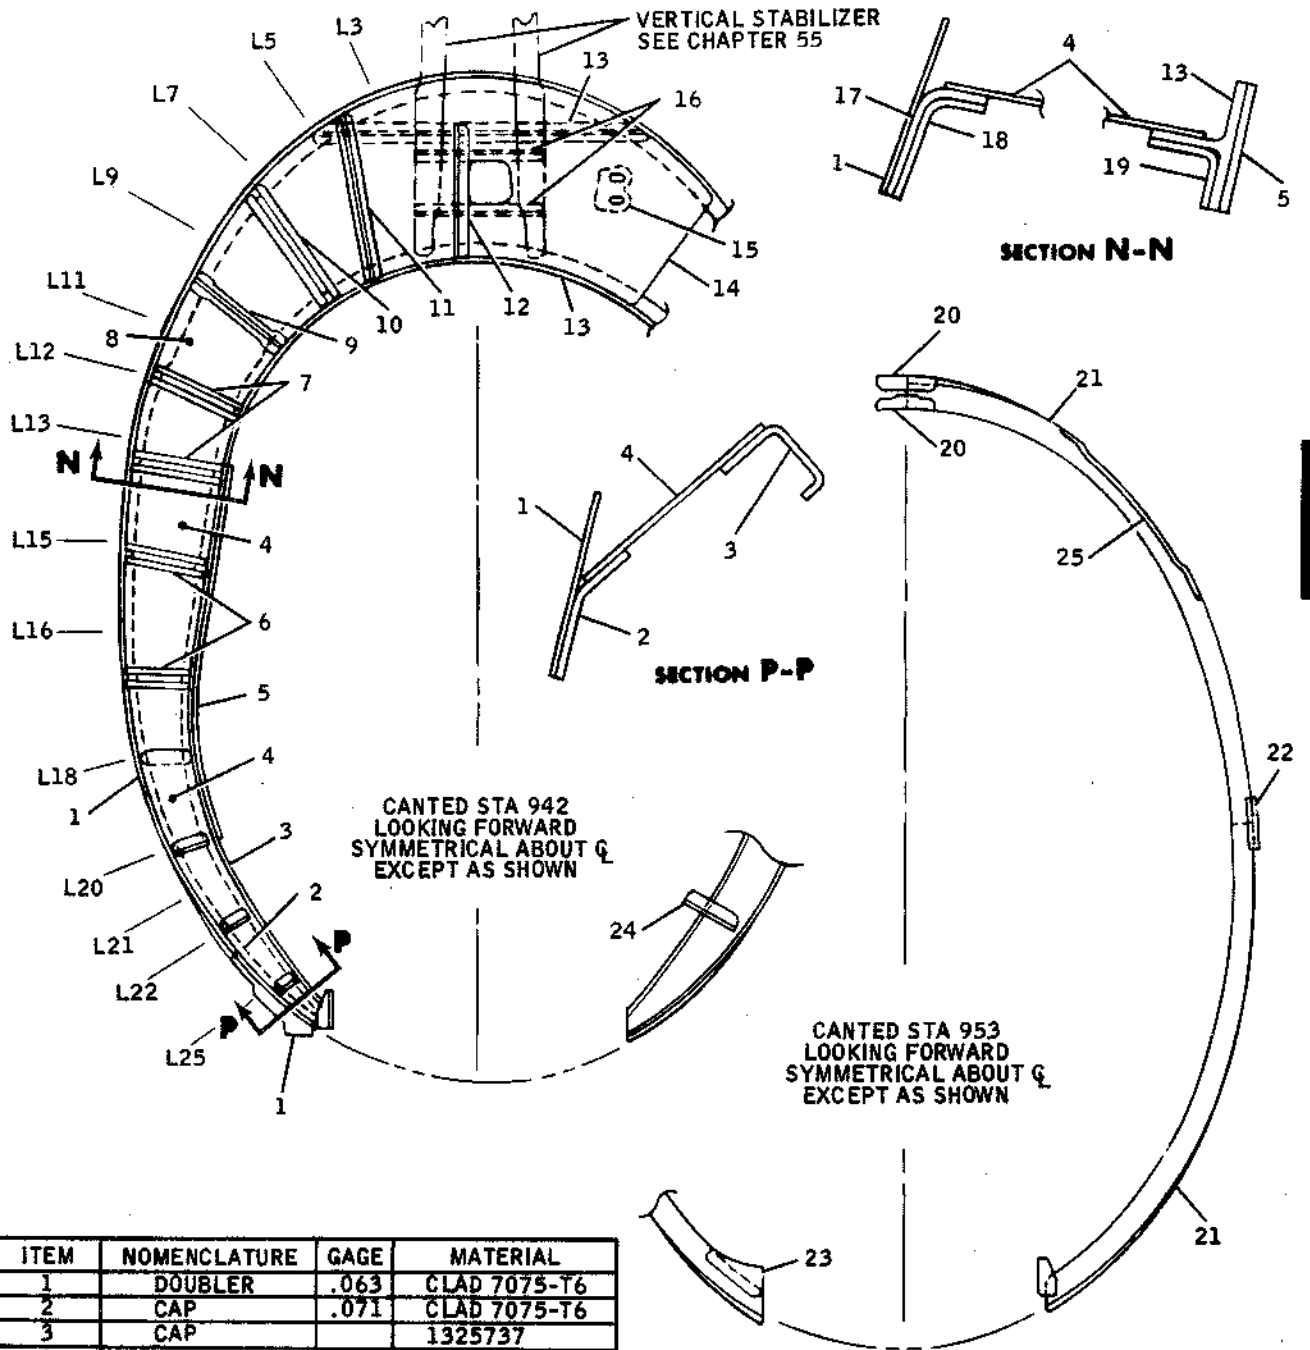 VERTICAL STABILIZER
SEE CHAPTER 55
L3
L5
L7
L9
L11
L12
L13
L15
L16
L18
L20
L21
L22
L25
13
16
15
14
12
13
11
10
9
8
7
N
N
4
6
5
4
1
3
2
P
P
1
CANTED STA 942
LOOKING FORWARD
SYMMETRICAL ABOUT ℄
EXCEPT AS SHOWN
4
13
17
18
1
19
5
SECTION N-N
4
1
3
2
SECTION P-P
20
20
21
25
22
24
CANTED STA 953
LOOKING FORWARD
SYMMETRICAL ABOUT ℄
EXCEPT AS SHOWN
23
21
ITEM NOMENCLATURE GAGE MATERIAL
1 DOUBLER .063 CLAD 7075-T6
2 CAP .071 CLAD 7075-T6
3 CAP 1325737